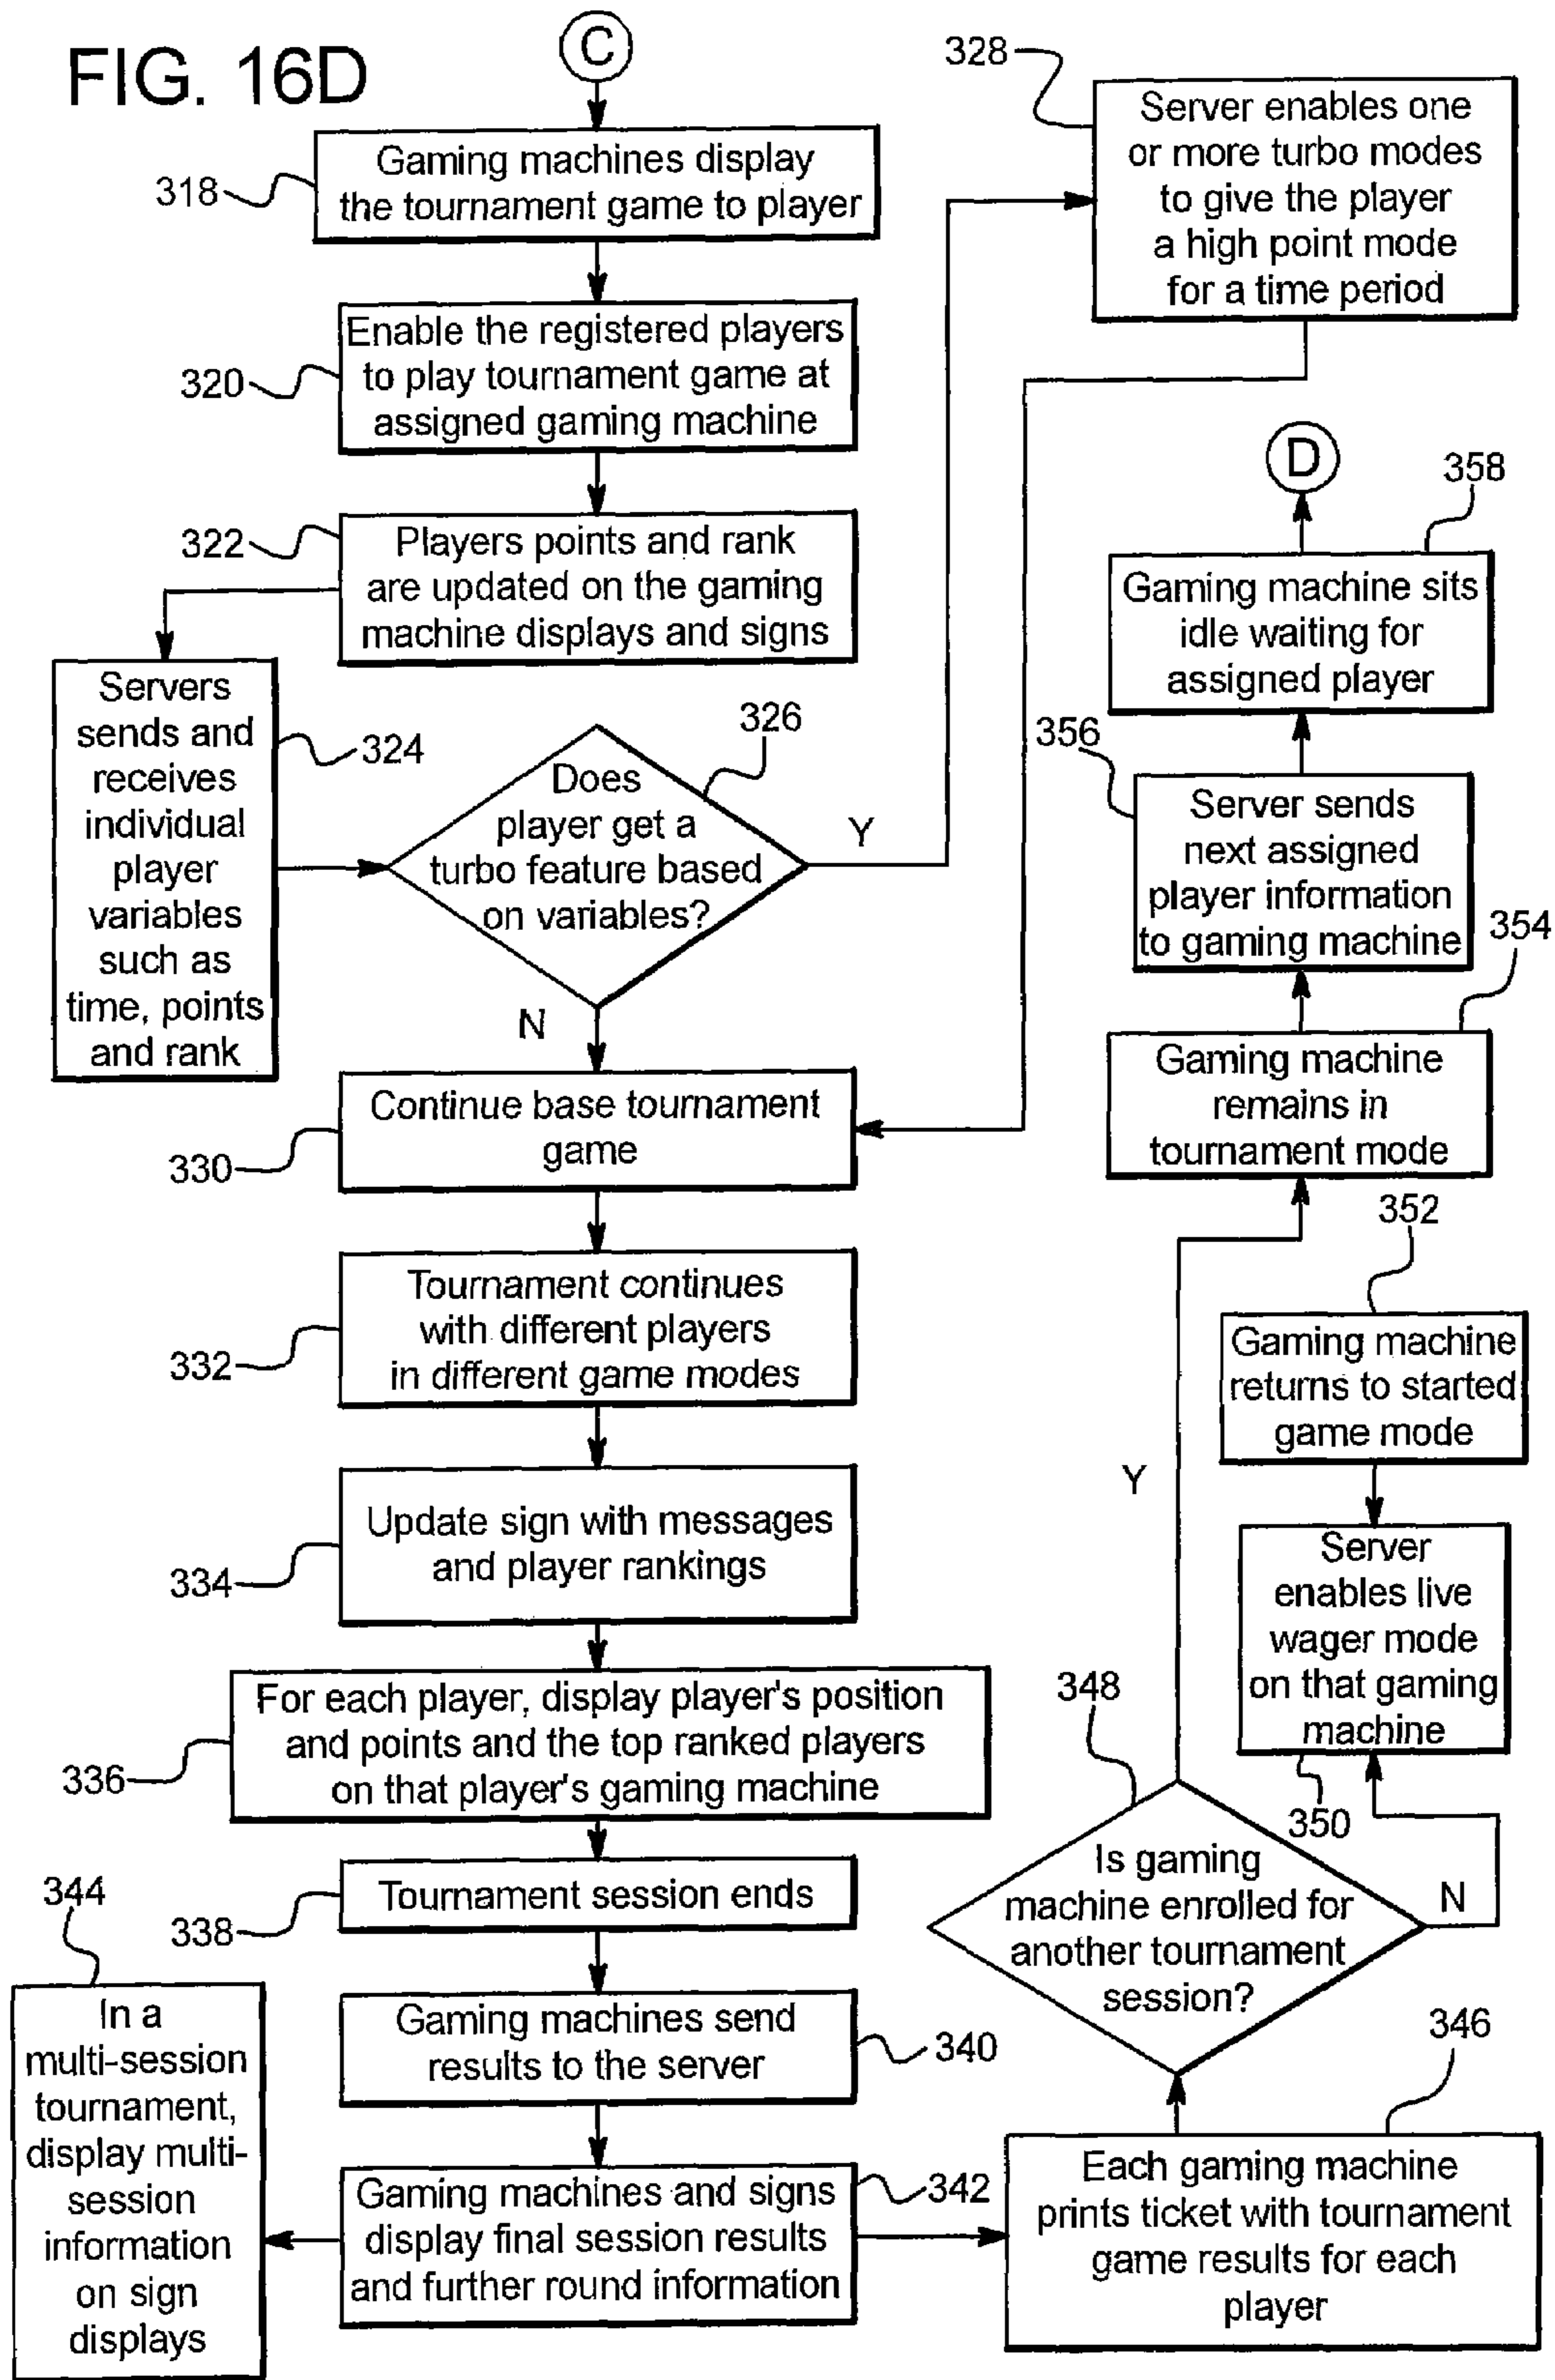 FIG. 16D
C
318
Gaming machines display
the tournament game to player
320
Enable the registered players
to play tournament game at
assigned gaming machine
322
Players points and rank
are updated on the gaming
machine displays and signs
324
Servers
sends and
receives
individual
player
variables
such as
time, points
and rank
326
Does
player get a
turbo feature based
on variables?
Y
N
328
Server enables one
or more turbo modes
to give the player
a high point mode
for a time period
330
Continue base tournament
game
332
Tournament continues
with different players
in different game modes
334
Update sign with messages
and player rankings
336
For each player, display player's position
and points and the top ranked players
on that player's gaming machine
338
Tournament session ends
340
Gaming machines send
results to the server
342
Gaming machines and signs
display final session results
and further round information
344
In a
multi-session
tournament,
display multi-
session
information
on sign
displays
346
Each gaming machine
prints ticket with tournament
game results for each
player
348
Is gaming
machine enrolled for
another tournament
session?
N
Y
350
Server
enables live
wager mode
on that gaming
machine
352
Gaming machine
returns to started
game mode
354
Gaming machine
remains in
tournament mode
356
Server sends
next assigned
player information
to gaming machine
358
Gaming machine sits
idle waiting for
assigned player
D